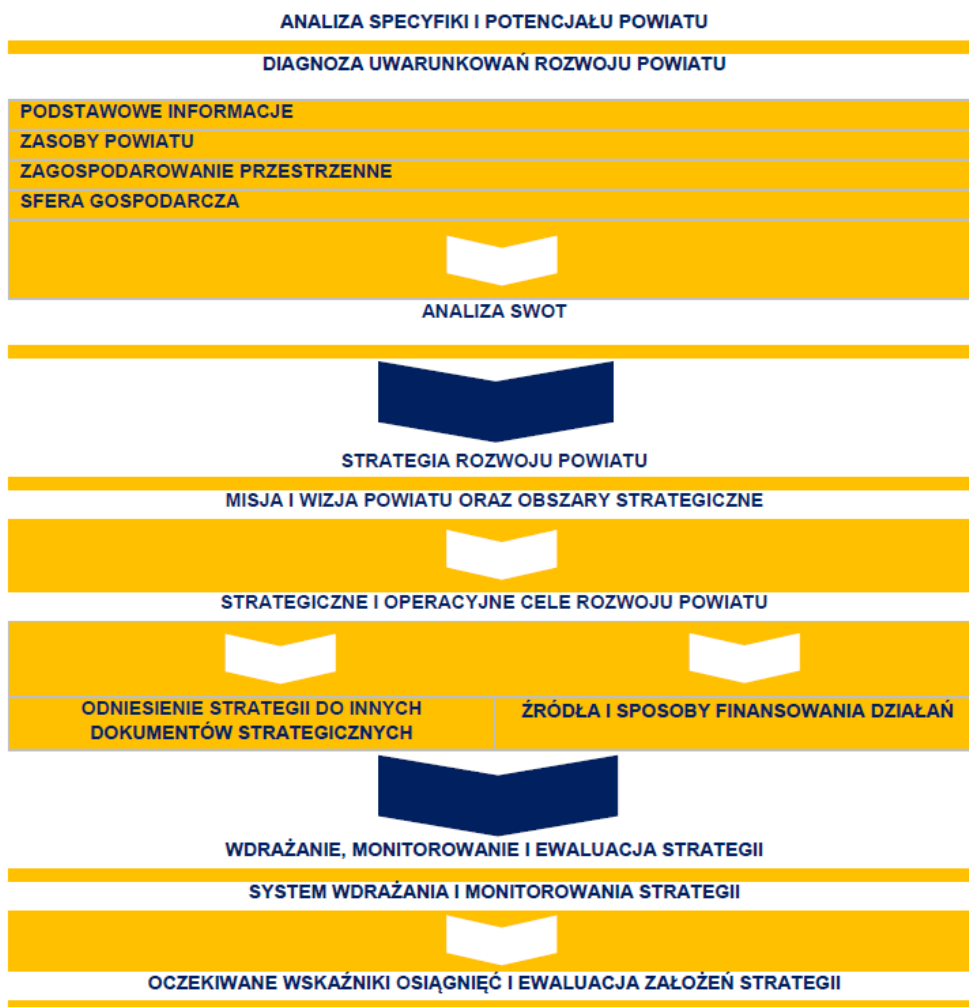 ANALIZA SPECYFIKI I POTENCJAŁU POWIATU
DIAGNOZA UWARUNKOWAŃ ROZWOJU POWIATU
PODSTAWOWE INFORMACJE
ZASOBY POWIATU
ZAGOSPODAROWANIE PRZESTRZENNE
SFERA GOSPODARCZA
ANALIZA SWOT
STRATEGIA ROZWOJU POWIATU
MISJA I WIZJA POWIATU ORAZ OBSZARY STRATEGICZNE
STRATEGICZNE I OPERACYJNE CELE ROZWOJU POWIATU
ODNIESIENIE STRATEGII DO INNYCH
DOKUMENTÓW STRATEGICZNYCH
ŹRÓDŁA I SPOSOBY FINANSOWANIA DZIAŁAŃ
WDRAŻANIE, MONITOROWANIE I EWALUACJA STRATEGII
SYSTEM WDRAŻANIA I MONITOROWANIA STRATEGII
OCZEKIWANE WSKAŹNIKI OSIĄGNIĘĆ I EWALUACJA ZAŁOŻEŃ STRATEGII